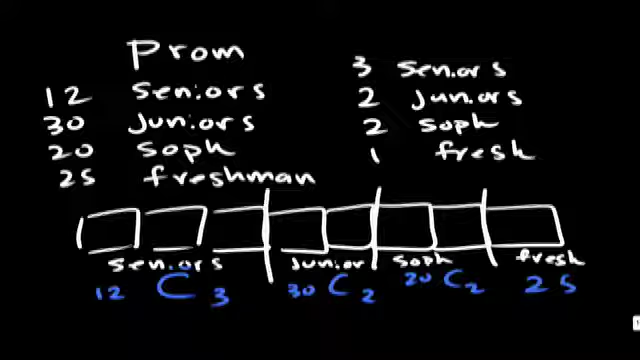 Prom
12 seniors
30 juniors
20 soph
25 freshman
3 seniors
2 juniors
2 soph
1 fresh
seniors junior soph fresh
12 C 3 30 C 2 20 C 2 25